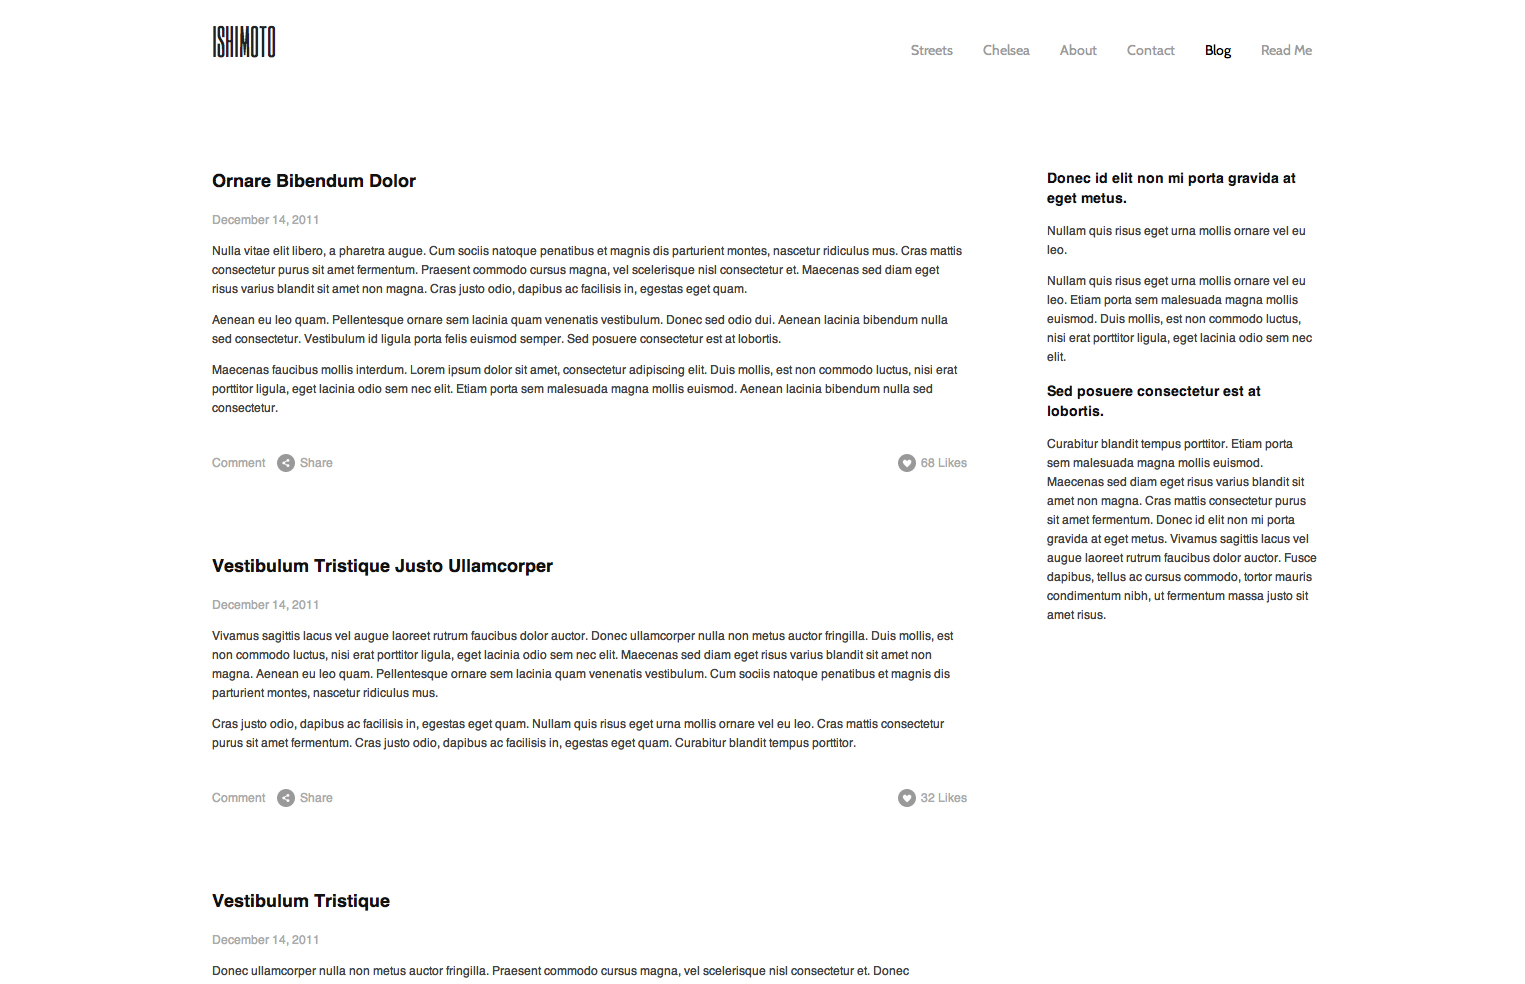 ISHIMOTO
Streets Chelsea About Contact Blog Read Me
Ornare Bibendum Dolor
December 14, 2011
Nulla vitae elit libero, a pharetra augue. Cum sociis natoque penatibus et magnis dis parturient montes, nascetur ridiculus mus. Cras mattis
consectetur purus sit amet fermentum. Praesent commodo cursus magna, vel scelerisque nisl consectetur et. Maecenas sed diam eget
risus varius blandit sit amet non magna. Cras justo odio, dapibus ac facilisis in, egestas eget quam.
Aenean eu leo quam. Pellentesque ornare sem lacinia quam venenatis vestibulum. Donec sed odio dui. Aenean lacinia bibendum nulla
sed consectetur. Vestibulum id ligula porta felis euismod semper. Sed posuere consectetur est at lobortis.
Maecenas faucibus mollis interdum. Lorem ipsum dolor sit amet, consectetur adipiscing elit. Duis mollis, est non commodo luctus, nisi erat
porttitor ligula, eget lacinia odio sem nec elit. Etiam porta sem malesuada magna mollis euismod. Aenean lacinia bibendum nulla sed
consectetur.
Comment Share 68 Likes
Vestibulum Tristique Justo Ullamcorper
December 14, 2011
Vivamus sagittis lacus vel augue laoreet rutrum faucibus dolor auctor. Donec ullamcorper nulla non metus auctor fringilla. Duis mollis, est
non commodo luctus, nisi erat porttitor ligula, eget lacinia odio sem nec elit. Maecenas sed diam eget risus varius blandit sit amet non
magna. Aenean eu leo quam. Pellentesque ornare sem lacinia quam venenatis vestibulum. Cum sociis natoque penatibus et magnis dis
parturient montes, nascetur ridiculus mus.
Cras justo odio, dapibus ac facilisis in, egestas eget quam. Nullam quis risus eget urna mollis ornare vel eu leo. Cras mattis consectetur
purus sit amet fermentum. Cras justo odio, dapibus ac facilisis in, egestas eget quam. Curabitur blandit tempus porttitor.
Comment Share 32 Likes
Vestibulum Tristique
December 14, 2011
Donec ullamcorper nulla non metus auctor fringilla. Praesent commodo cursus magna, vel scelerisque nisl consectetur et. Donec
Donec id elit non mi porta gravida at
eget metus.
Nullam quis risus eget urna mollis ornare vel eu
leo.
Nullam quis risus eget urna mollis ornare vel eu
leo. Etiam porta sem malesuada magna mollis
euismod. Duis mollis, est non commodo luctus,
nisi erat porttitor ligula, eget lacinia odio sem nec
elit.
Sed posuere consectetur est at
lobortis.
Curabitur blandit tempus porttitor. Etiam porta
sem malesuada magna mollis euismod.
Maecenas sed diam eget risus varius blandit sit
amet non magna. Cras mattis consectetur purus
sit amet fermentum. Donec id elit non mi porta
gravida at eget metus. Vivamus sagittis lacus vel
augue laoreet rutrum faucibus dolor auctor. Fusce
dapibus, tellus ac cursus commodo, tortor mauris
condimentum nibh, ut fermentum massa justo sit
amet risus.